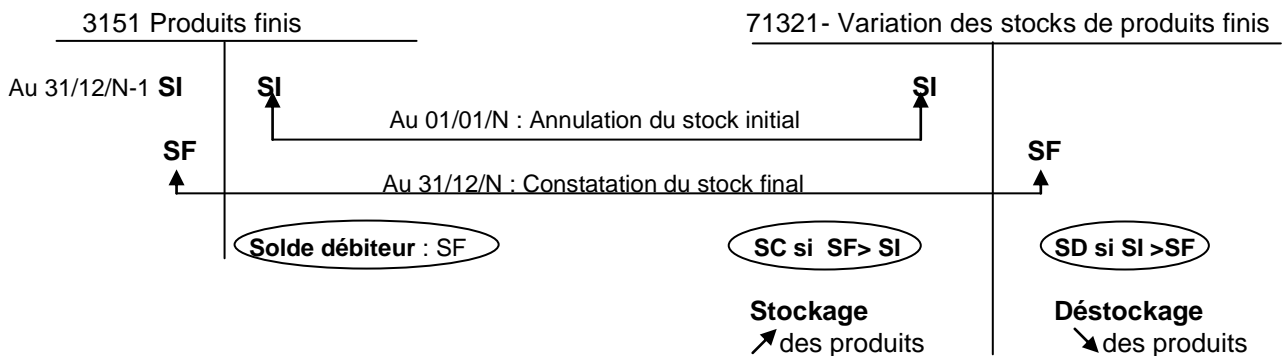 3151 Produits finis
71321- Variation des stocks de produits finis
Au 31/12/N-1 SI
SI
SI
Au 01/01/N : Annulation du stock initial
SF
SF
Au 31/12/N : Constatation du stock final
Solde débiteur : SF
SC si SF> SI
SD si SI >SF
Stockage
Déstockage
des produits
des produits